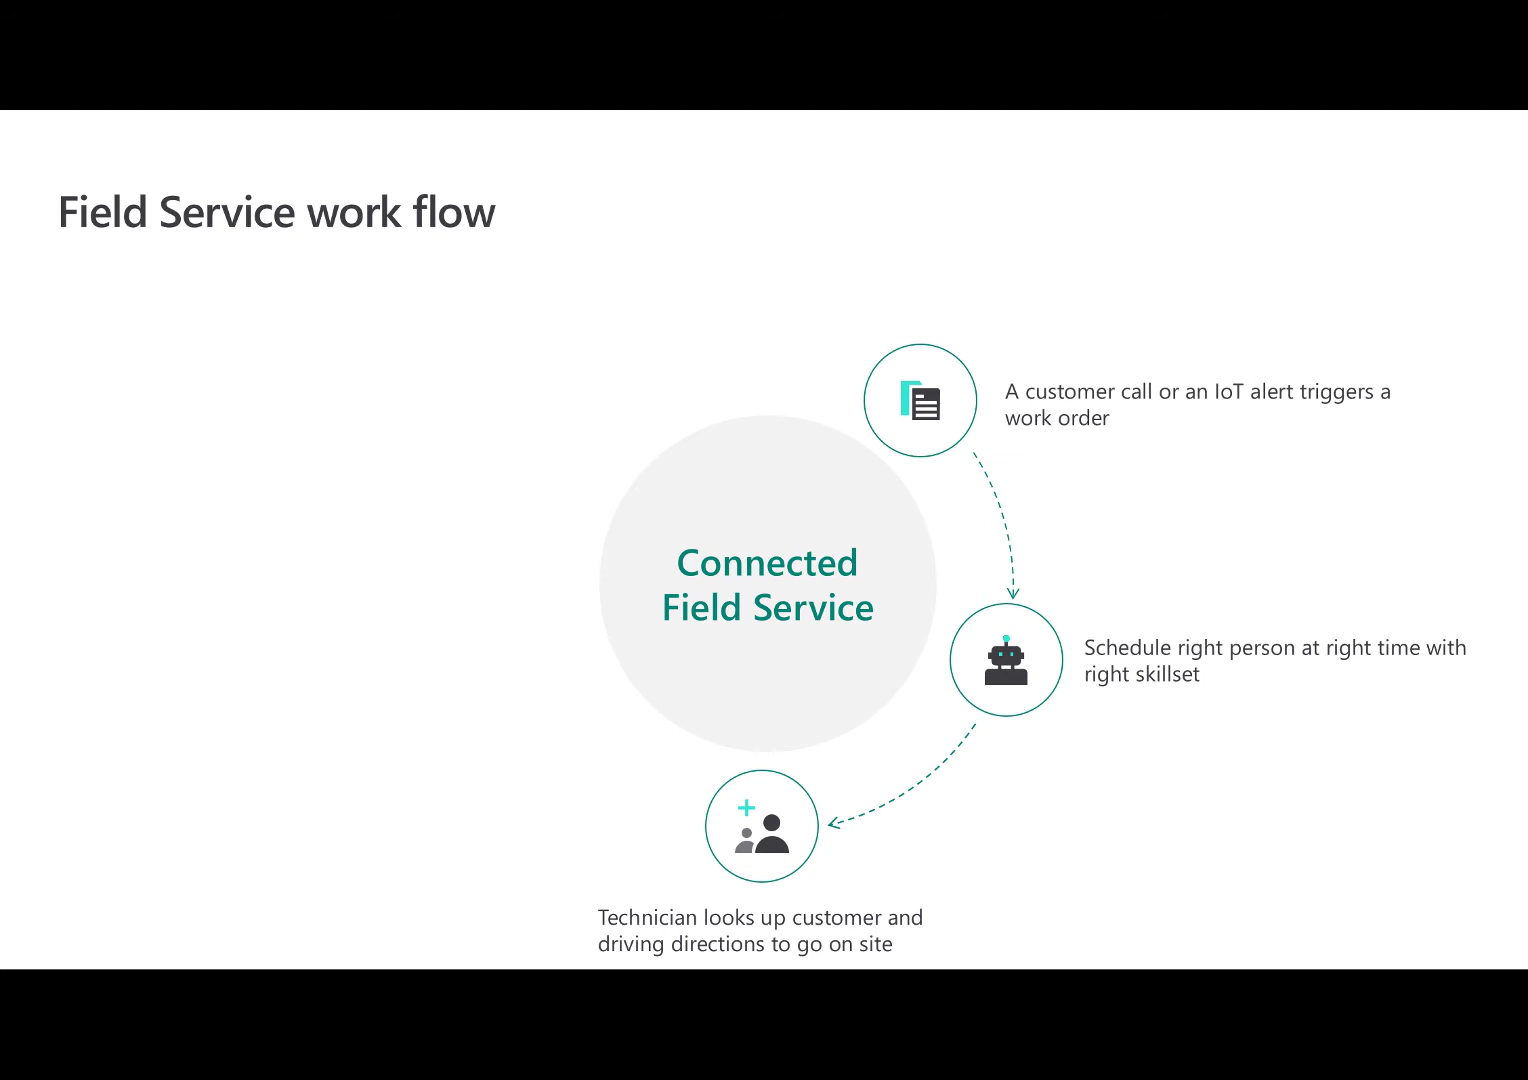 Field Service work flow
A customer call or an IoT alert triggers a
work order
Connected
Field Service
Schedule right person at right time with
right skillset
Technician looks up customer and
driving directions to go on site